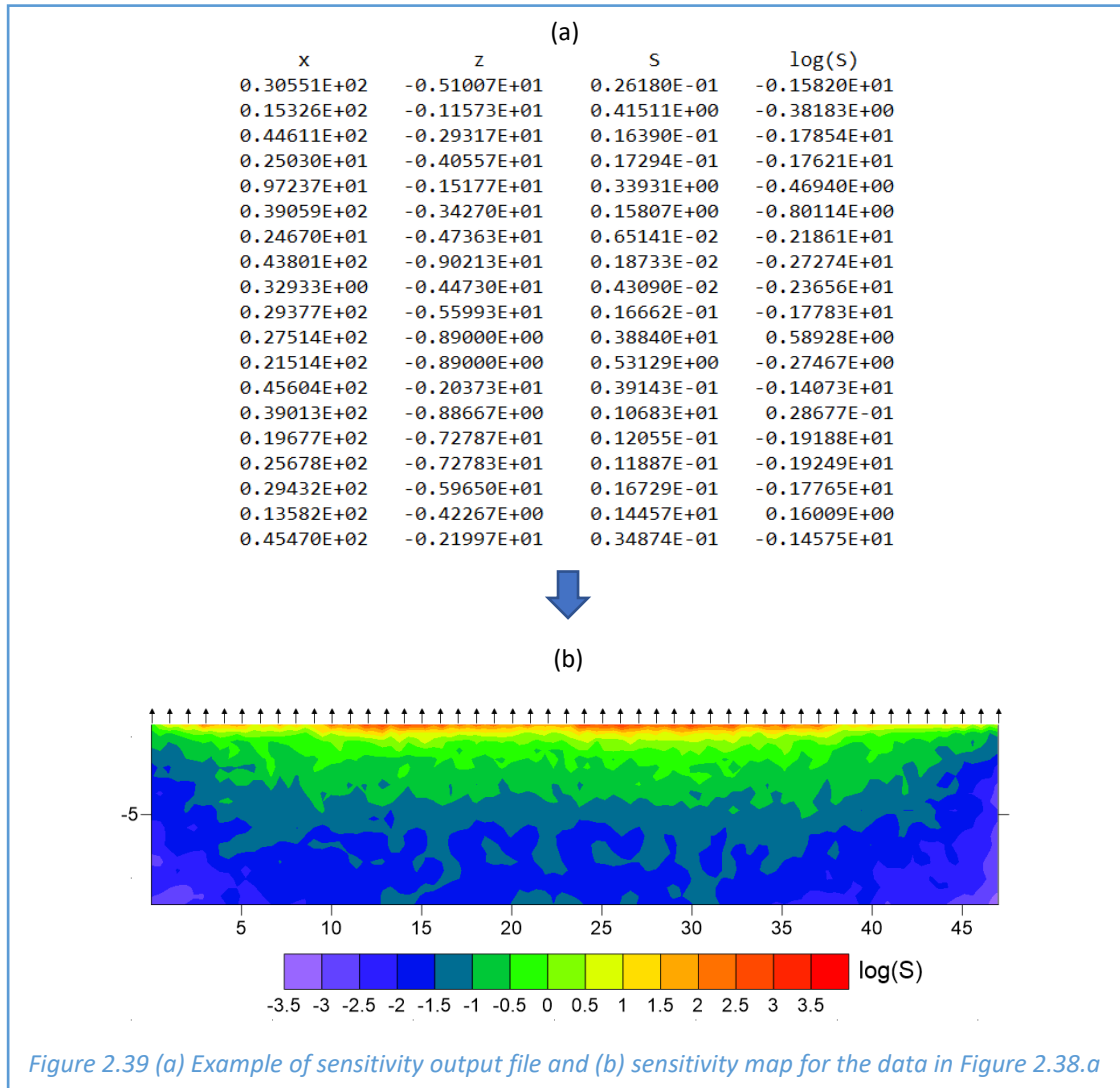 (a)
x z S log(S)
0.30551E+02 -0.51007E+01 0.26180E-01 -0.15820E+01
0.15326E+02 -0.11573E+01 0.41511E+00 -0.38183E+00
0.44611E+02 -0.29317E+01 0.16390E-01 -0.17854E+01
0.25030E+01 -0.40557E+01 0.17294E-01 -0.17621E+01
0.97237E+01 -0.15177E+01 0.33931E+00 -0.46940E+00
0.39059E+02 -0.34270E+01 0.15807E+00 -0.80114E+00
0.24670E+01 -0.47363E+01 0.65141E-02 -0.21861E+01
0.43801E+02 -0.90213E+01 0.18733E-02 -0.27274E+01
0.32933E+00 -0.44730E+01 0.43090E-02 -0.23656E+01
0.29377E+02 -0.55993E+01 0.16662E-01 -0.17783E+01
0.27514E+02 -0.89000E+00 0.38840E+01 0.58928E+00
0.21514E+02 -0.89000E+00 0.53129E+00 -0.27467E+00
0.45604E+02 -0.20373E+01 0.39143E-01 -0.14073E+01
0.39013E+02 -0.88667E+00 0.10683E+01 0.28677E-01
0.19677E+02 -0.72787E+01 0.12055E-01 -0.19188E+01
0.25678E+02 -0.72783E+01 0.11887E-01 -0.19249E+01
0.29432E+02 -0.59650E+01 0.16729E-01 -0.17765E+01
0.13582E+02 -0.42267E+00 0.14457E+01 0.16009E+00
0.45470E+02 -0.21997E+01 0.34874E-01 -0.14575E+01
(b)
-5
5 10 15 20 25 30 35 40 45
log(S)
-3.5 -3 -2.5 -2 -1.5 -1 -0.5 0 0.5 1 1.5 2 2.5 3 3.5
Figure 2.39 (a) Example of sensitivity output file and (b) sensitivity map for the data in Figure 2.38.a